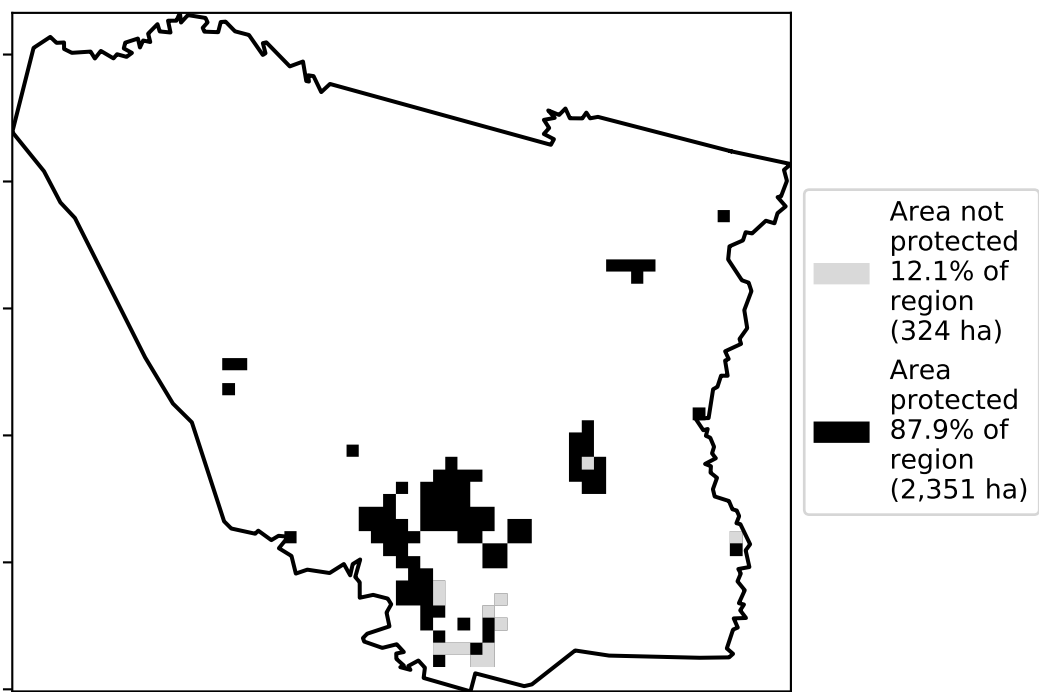 Area not
protected
12.1% of
region
(324 ha)
Area
protected
87.9% of
region
(2,351 ha)